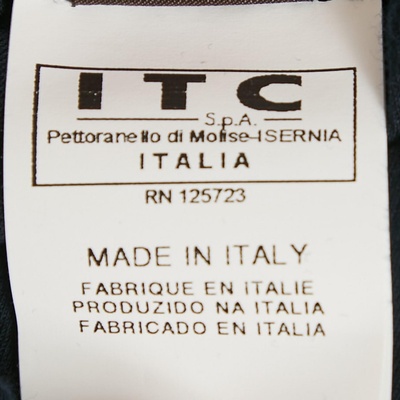 ITC
S.p.A.
Pettoranello di Molise-ISERNIA
ITALIA
RN 125723
MADE IN ITALY
FABRIQUE EN ITALIE
PRODUZIDO NA ITALIA
FABRICADO EN ITALIA